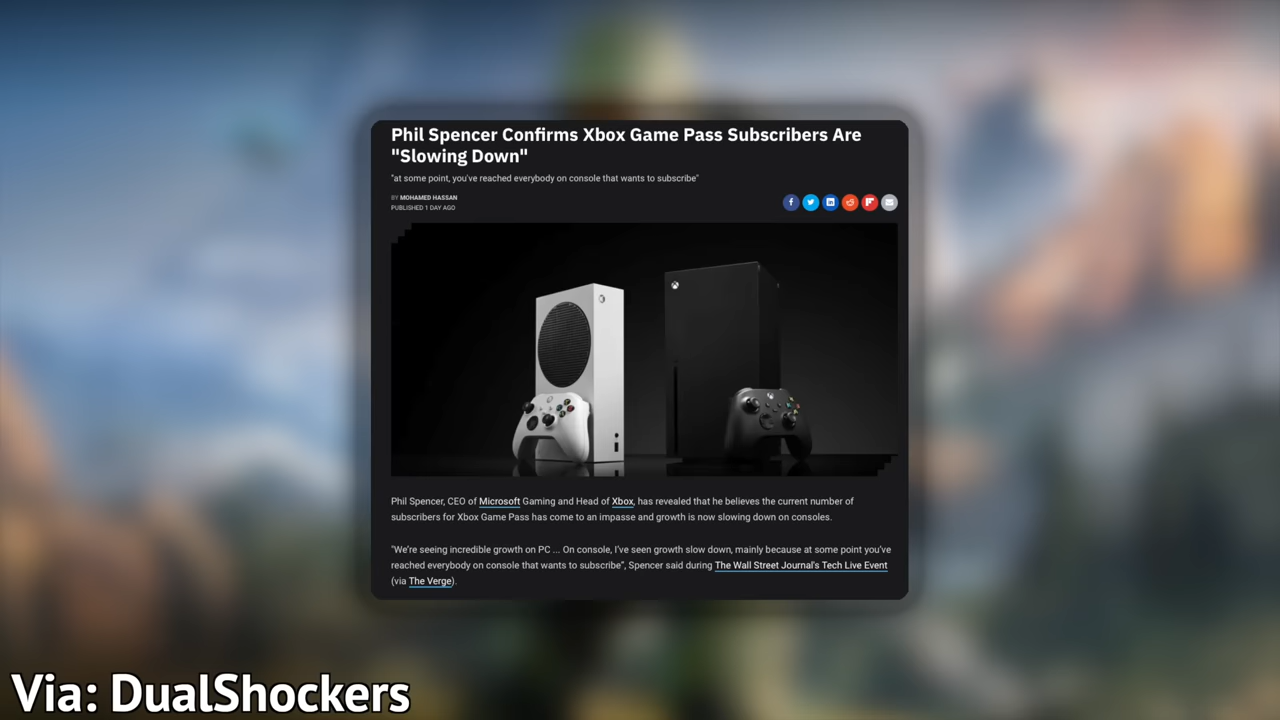 Phil Spencer Confirms Xbox Game Pass Subscribers Are
"Slowing Down"
"at some point, you've reached everybody on console that wants to subscribe"
BY MOHAMED HASSAN
PUBLISHED 1 DAY AGO
Phil Spencer, CEO of Microsoft Gaming and Head of Xbox, has revealed that he believes the current number of
subscribers for Xbox Game Pass has come to an impasse and growth is now slowing down on consoles.
"We're seeing incredible growth on PC ... On console, I've seen growth slow down, mainly because at some point you've
reached everybody on console that wants to subscribe", Spencer said during The Wall Street Journal's Tech Live Event
(via The Verge).
Via: DualShockers